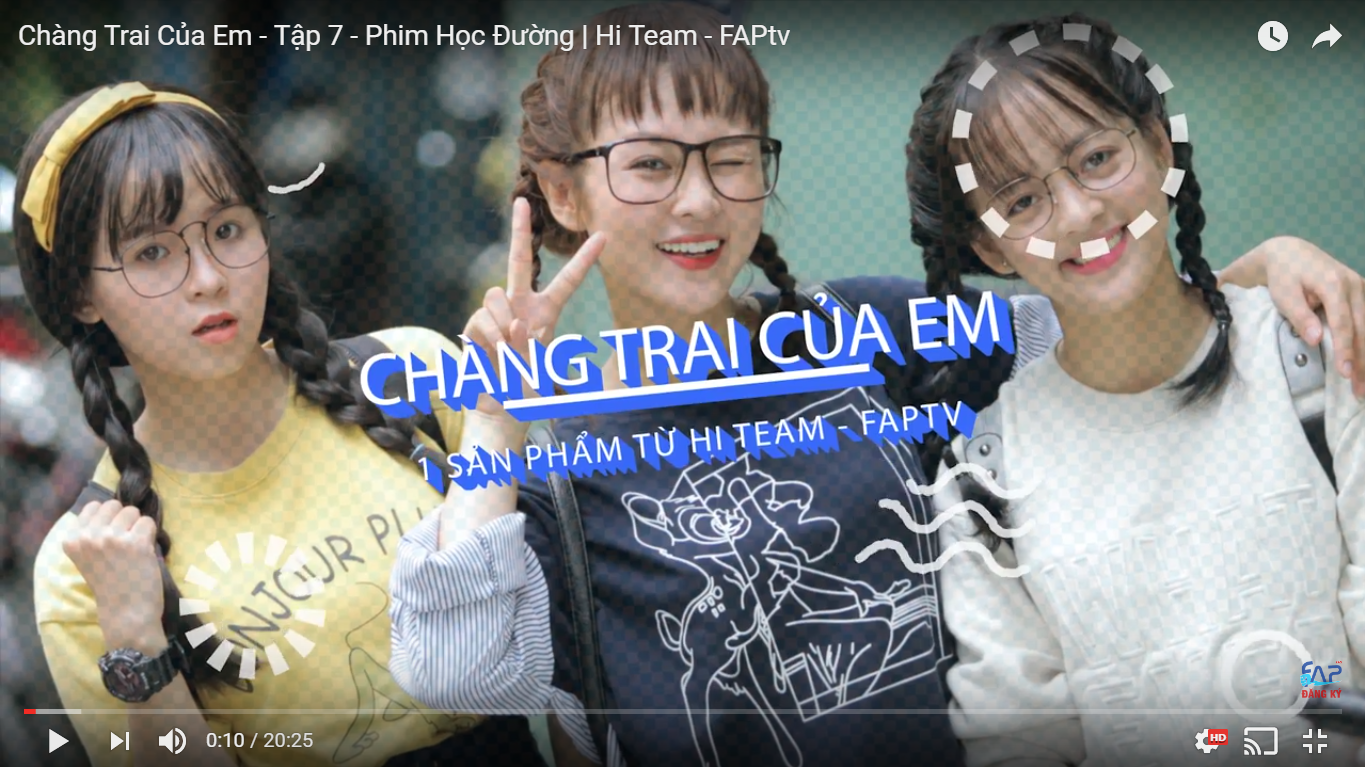 Chàng Trai Của Em - Tập 7 - Phim Học Đường | Hi Team - FAPtv
CHÀNG TRAI CỦA EM
1 SẢN PHẨM TỪ HI TEAM - FAPTV
NJOUR
FAP
ĐĂNG KÝ
0:10 / 20:25
HD